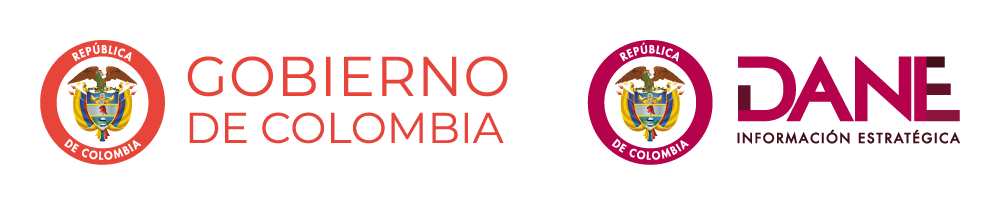 REPÚBLICA
DE COLOMBIA
GOBIERNO
DE COLOMBIA
REPÚBLICA
DE COLOMBIA
DANE
INFORMACIÓN ESTRATÉGICA